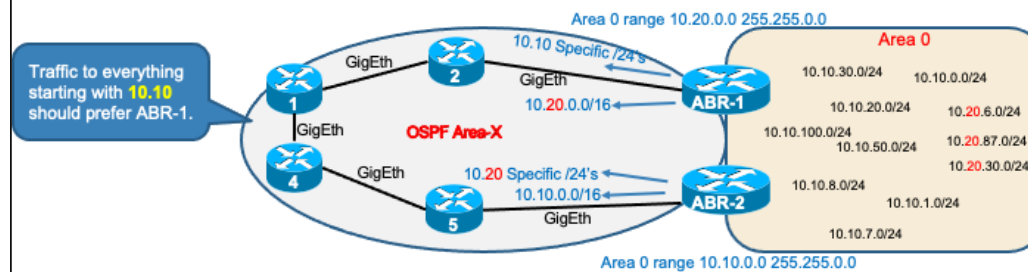 Area 0 range 10.20.0.0 255.255.0.0
Traffic to everything
starting with 10.10
should prefer ABR-1.
10.10 Specific /24's
GigEth
2
GigEth
1
10.20.0.0/16
ABR-1
GigEth
OSPF Area-X
4
GigEth
10.20 Specific /24's
10.10.0.0/16
ABR-2
5
GigEth
Area 0
10.10.30.0/24
10.10.0.0/24
10.10.20.0/24
10.20.6.0/24
10.10.100.0/24
10.20.87.0/24
10.10.50.0/24
10.20.30.0/24
10.10.8.0/24
10.10.1.0/24
10.10.7.0/24
Area 0 range 10.10.0.0 255.255.0.0